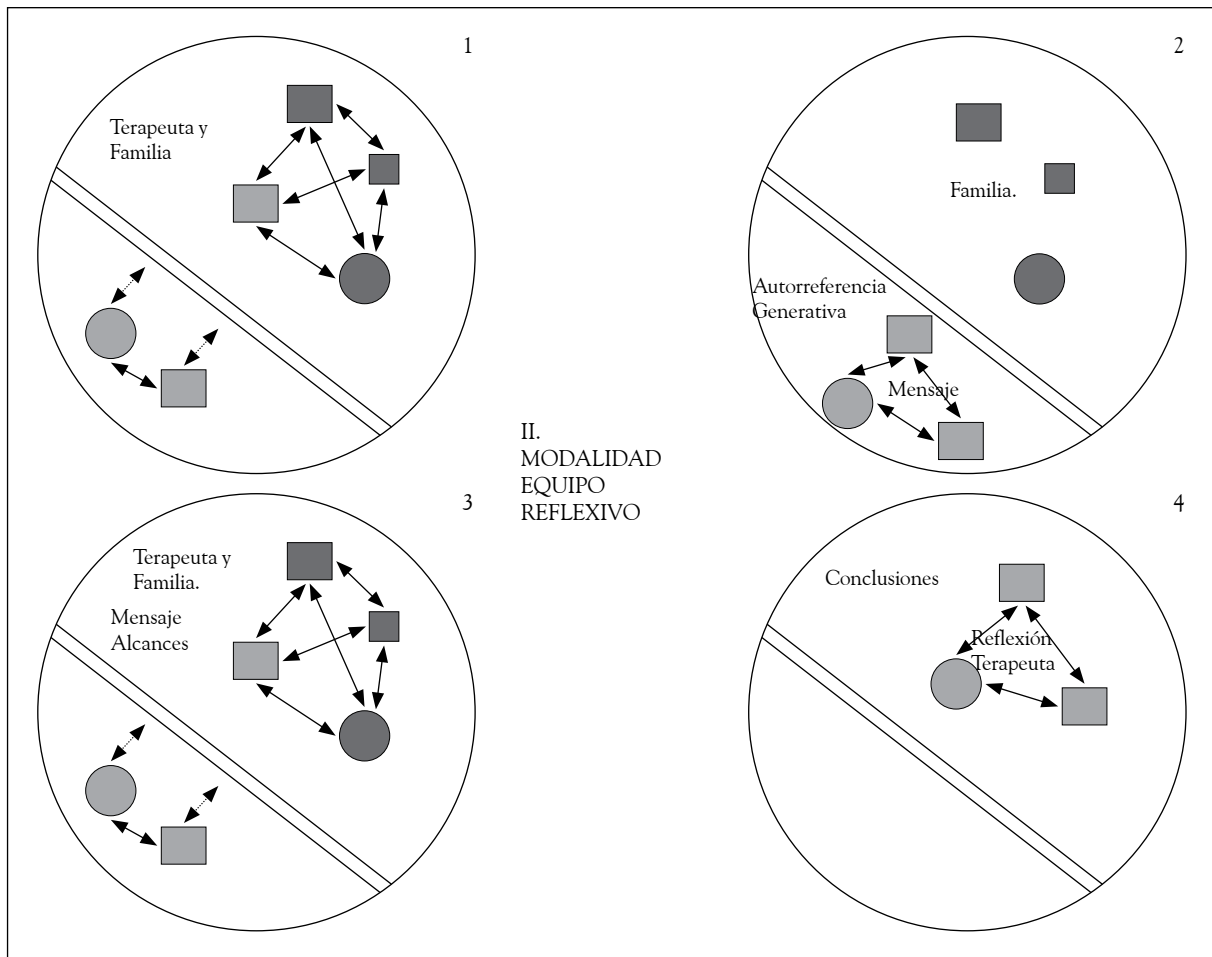 1
Terapeuta y
Familia
2
Familia.
Autorreferencia
Generativa
Mensaje
II.
MODALIDAD
EQUIPO
REFLEXIVO
3
Terapeuta y
Familia.
Mensaje
Alcances
4
Conclusiones
Reflexión
Terapeuta